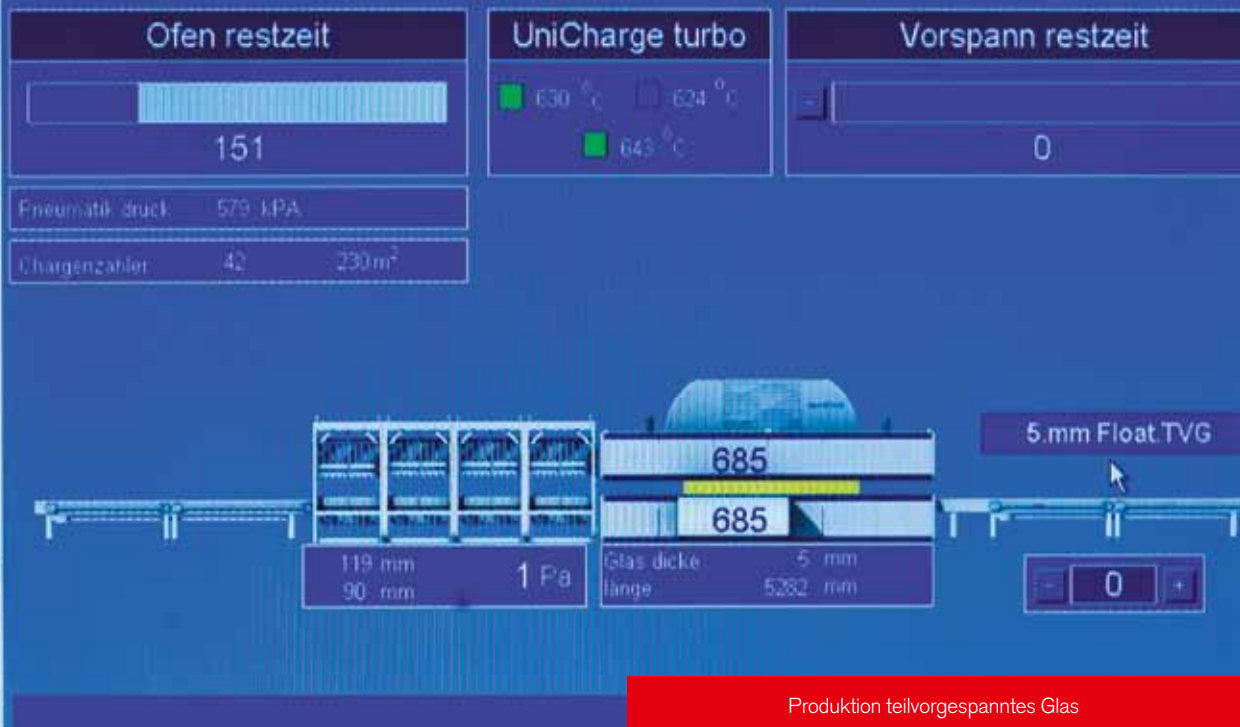 Ofen restzeit
151
UniCharge turbo
630 °C 624 °C
643 °C
Vorspann restzeit
-
0
Pneumatik druck 579 kPA
Chargenzahler 42 230 m²
5.mm Float.TVG
685
685
119 mm
90 mm
1 Pa
Glas dicke 5 mm
länge 5282 mm
- 0 +
Produktion teilvorgespanntes Glas